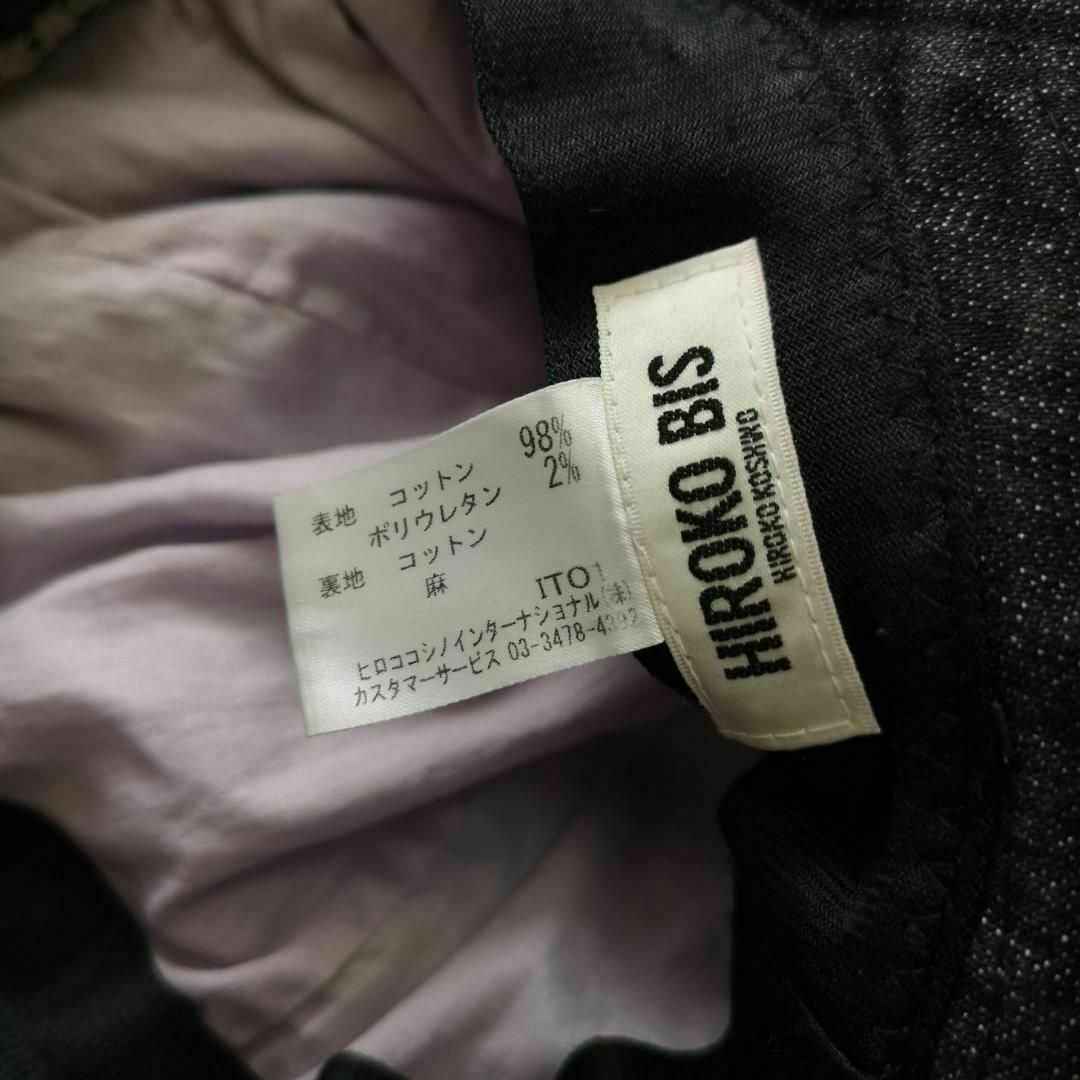 表地 コットン 98%
ポリウレタン 2%
裏地 コットン
麻
ITO1
ヒロココシノインターナショナル(株)
カスタマーサービス 03-3478-4392
HIROKO BIS
HIROKO KOSHINO